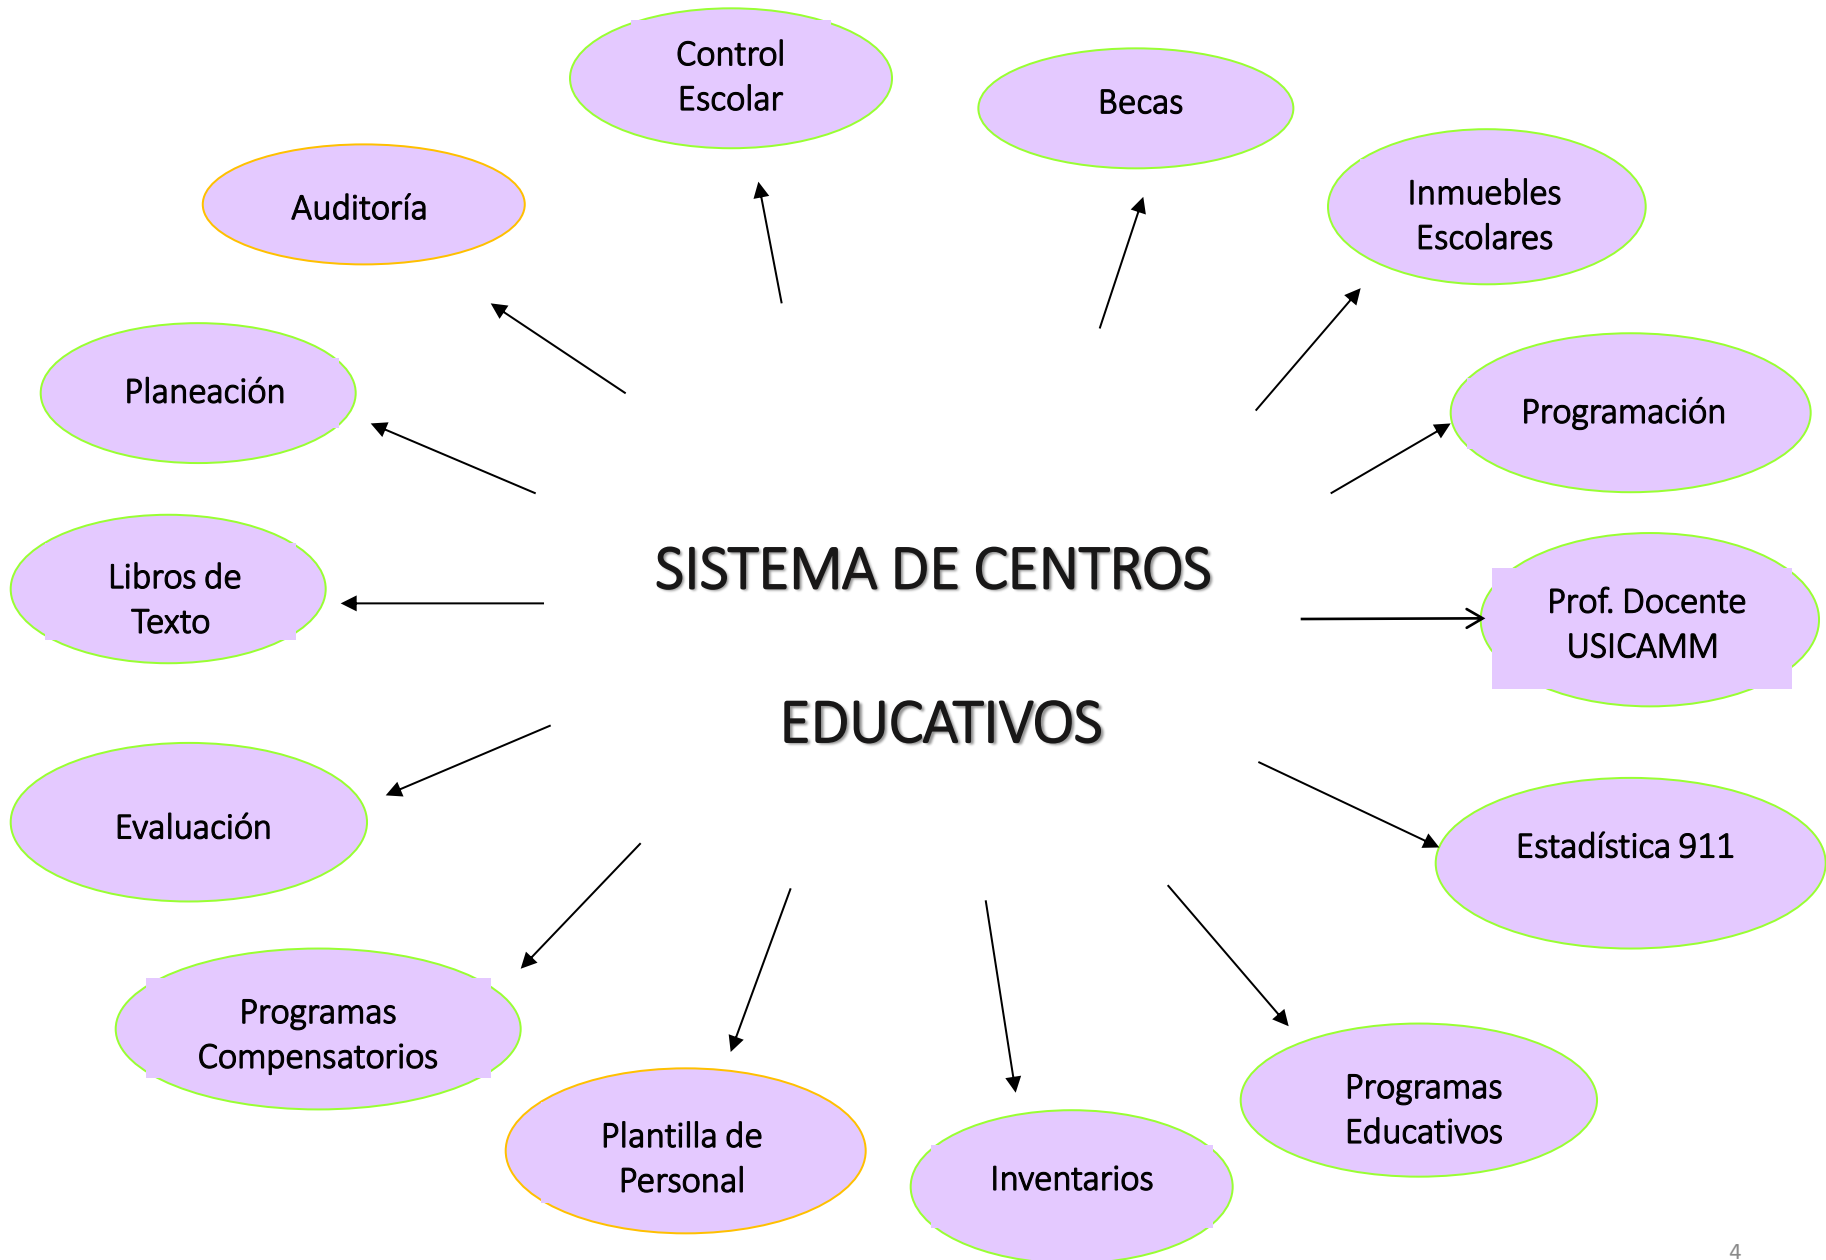 Control
Escolar
Becas
Inmuebles
Escolares
Auditoría
Planeación
Programación
Libros de
Texto
SISTEMA DE CENTROS
EDUCATIVOS
Prof. Docente
USICAMM
Evaluación
Estadística 911
Programas
Compensatorios
Plantilla de
Personal
Inventarios
Programas
Educativos
4